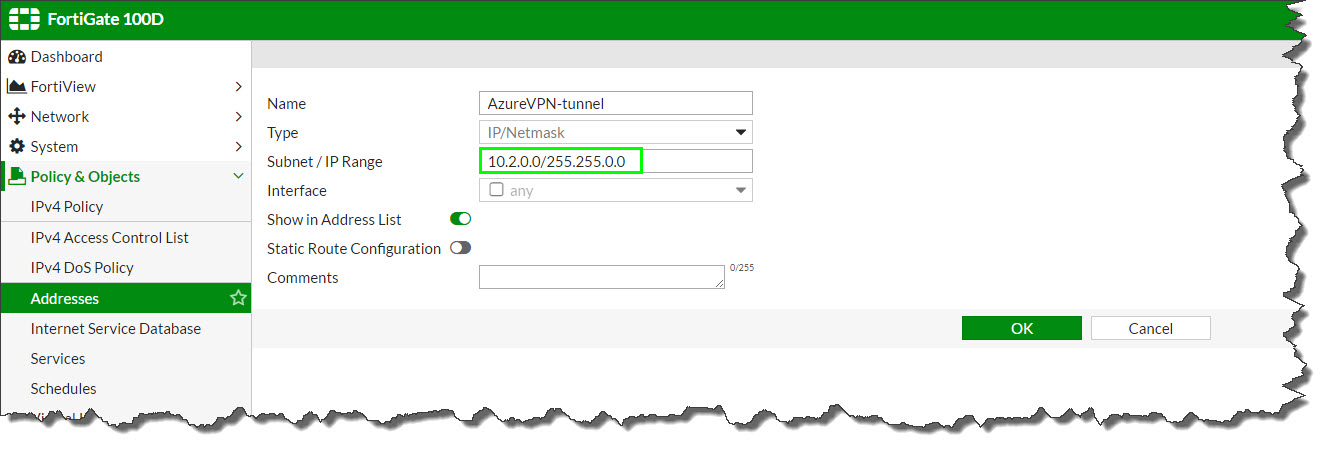 FortiGate 100D
Dashboard
FortiView
Network
System
Policy & Objects
IPv4 Policy
IPv4 Access Control List
IPv4 DoS Policy
Addresses
Internet Service Database
Services
Schedules
Name AzureVPN-tunnel
Type IP/Netmask
Subnet / IP Range 10.2.0.0/255.255.0.0
Interface any
Show in Address List
Static Route Configuration
Comments 0/255
OK Cancel